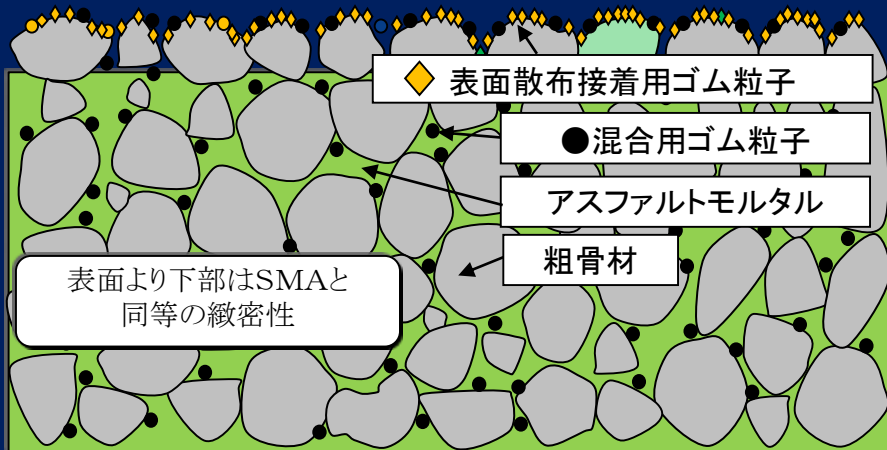 表面散布接着用ゴム粒子
●混合用ゴム粒子
アスファルトモルタル
粗骨材
表面より下部はSMAと
同等の緻密性